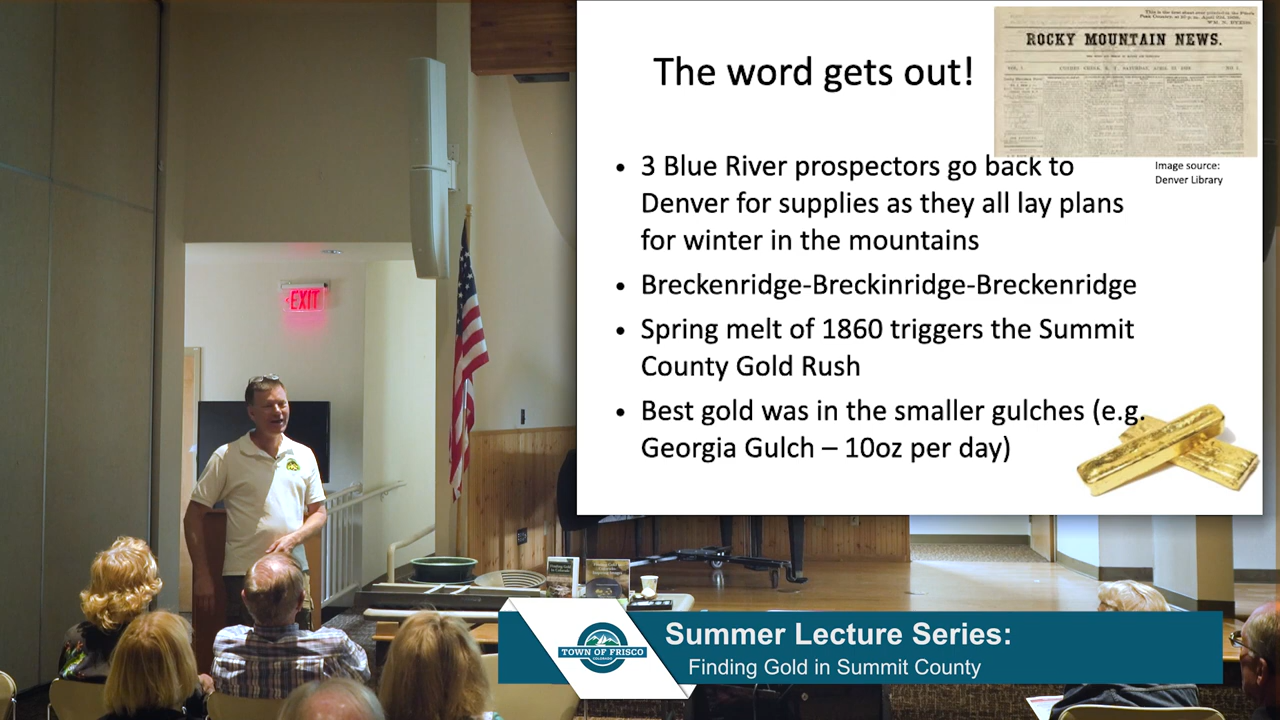 The word gets out!
ROCKY MOUNTAIN NEWS.
Image source:
Denver Library
• 3 Blue River prospectors go back to
Denver for supplies as they all lay plans
for winter in the mountains
• Breckenridge-Breckinridge-Breckenridge
• Spring melt of 1860 triggers the Summit
County Gold Rush
• Best gold was in the smaller gulches (e.g.
Georgia Gulch – 10oz per day)
EXIT
Finding Gold
TOWN OF FRISCO
COLORADO
Summer Lecture Series:
Finding Gold in Summit County